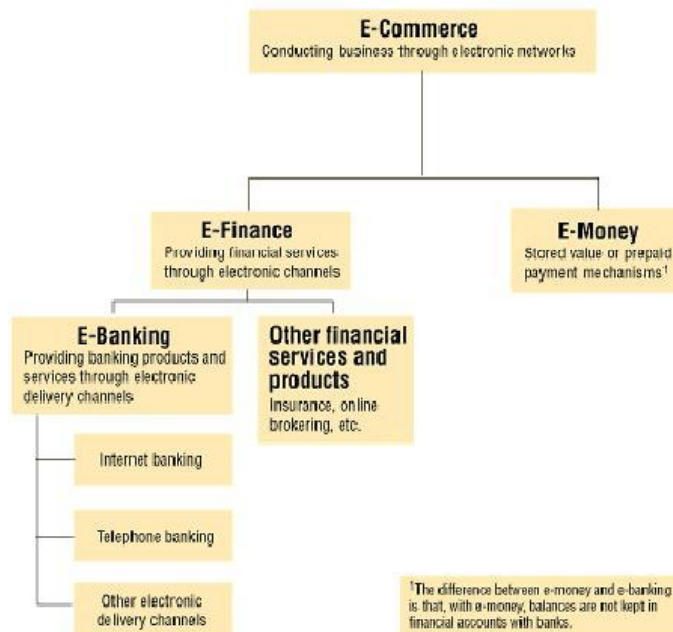 E-Commerce
Conducting business through electronic networks
E-Finance
Providing financial services
through electronic channels
E-Money
Stored value or prepaid
payment mechanisms¹
E-Banking
Providing banking products and
services through electronic
delivery channels
Other financial
services and
products
Insurance, online
brokering, etc.
Internet banking
Telephone banking
Other electronic
delivery channels
¹The difference between e-money and e-banking
is that, with e-money, balances are not kept in
financial accounts with banks.